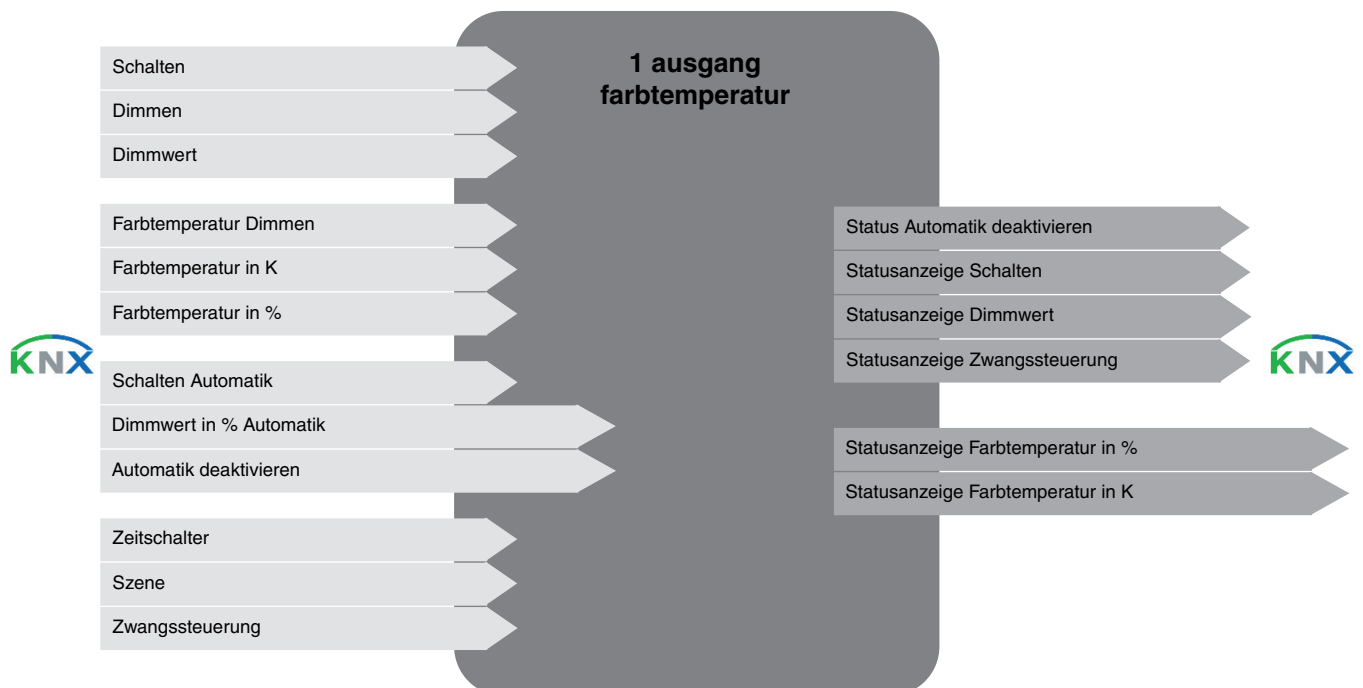 1 ausgang
farbtemperatur
Schalten
Dimmen
Dimmwert
Farbtemperatur Dimmen
Farbtemperatur in K
Farbtemperatur in %
KNX
Schalten Automatik
Dimmwert in % Automatik
Automatik deaktivieren
Zeitschalter
Szene
Zwangssteuerung
Status Automatik deaktivieren
Statusanzeige Schalten
Statusanzeige Dimmwert
Statusanzeige Zwangssteuerung
KNX
Statusanzeige Farbtemperatur in %
Statusanzeige Farbtemperatur in K